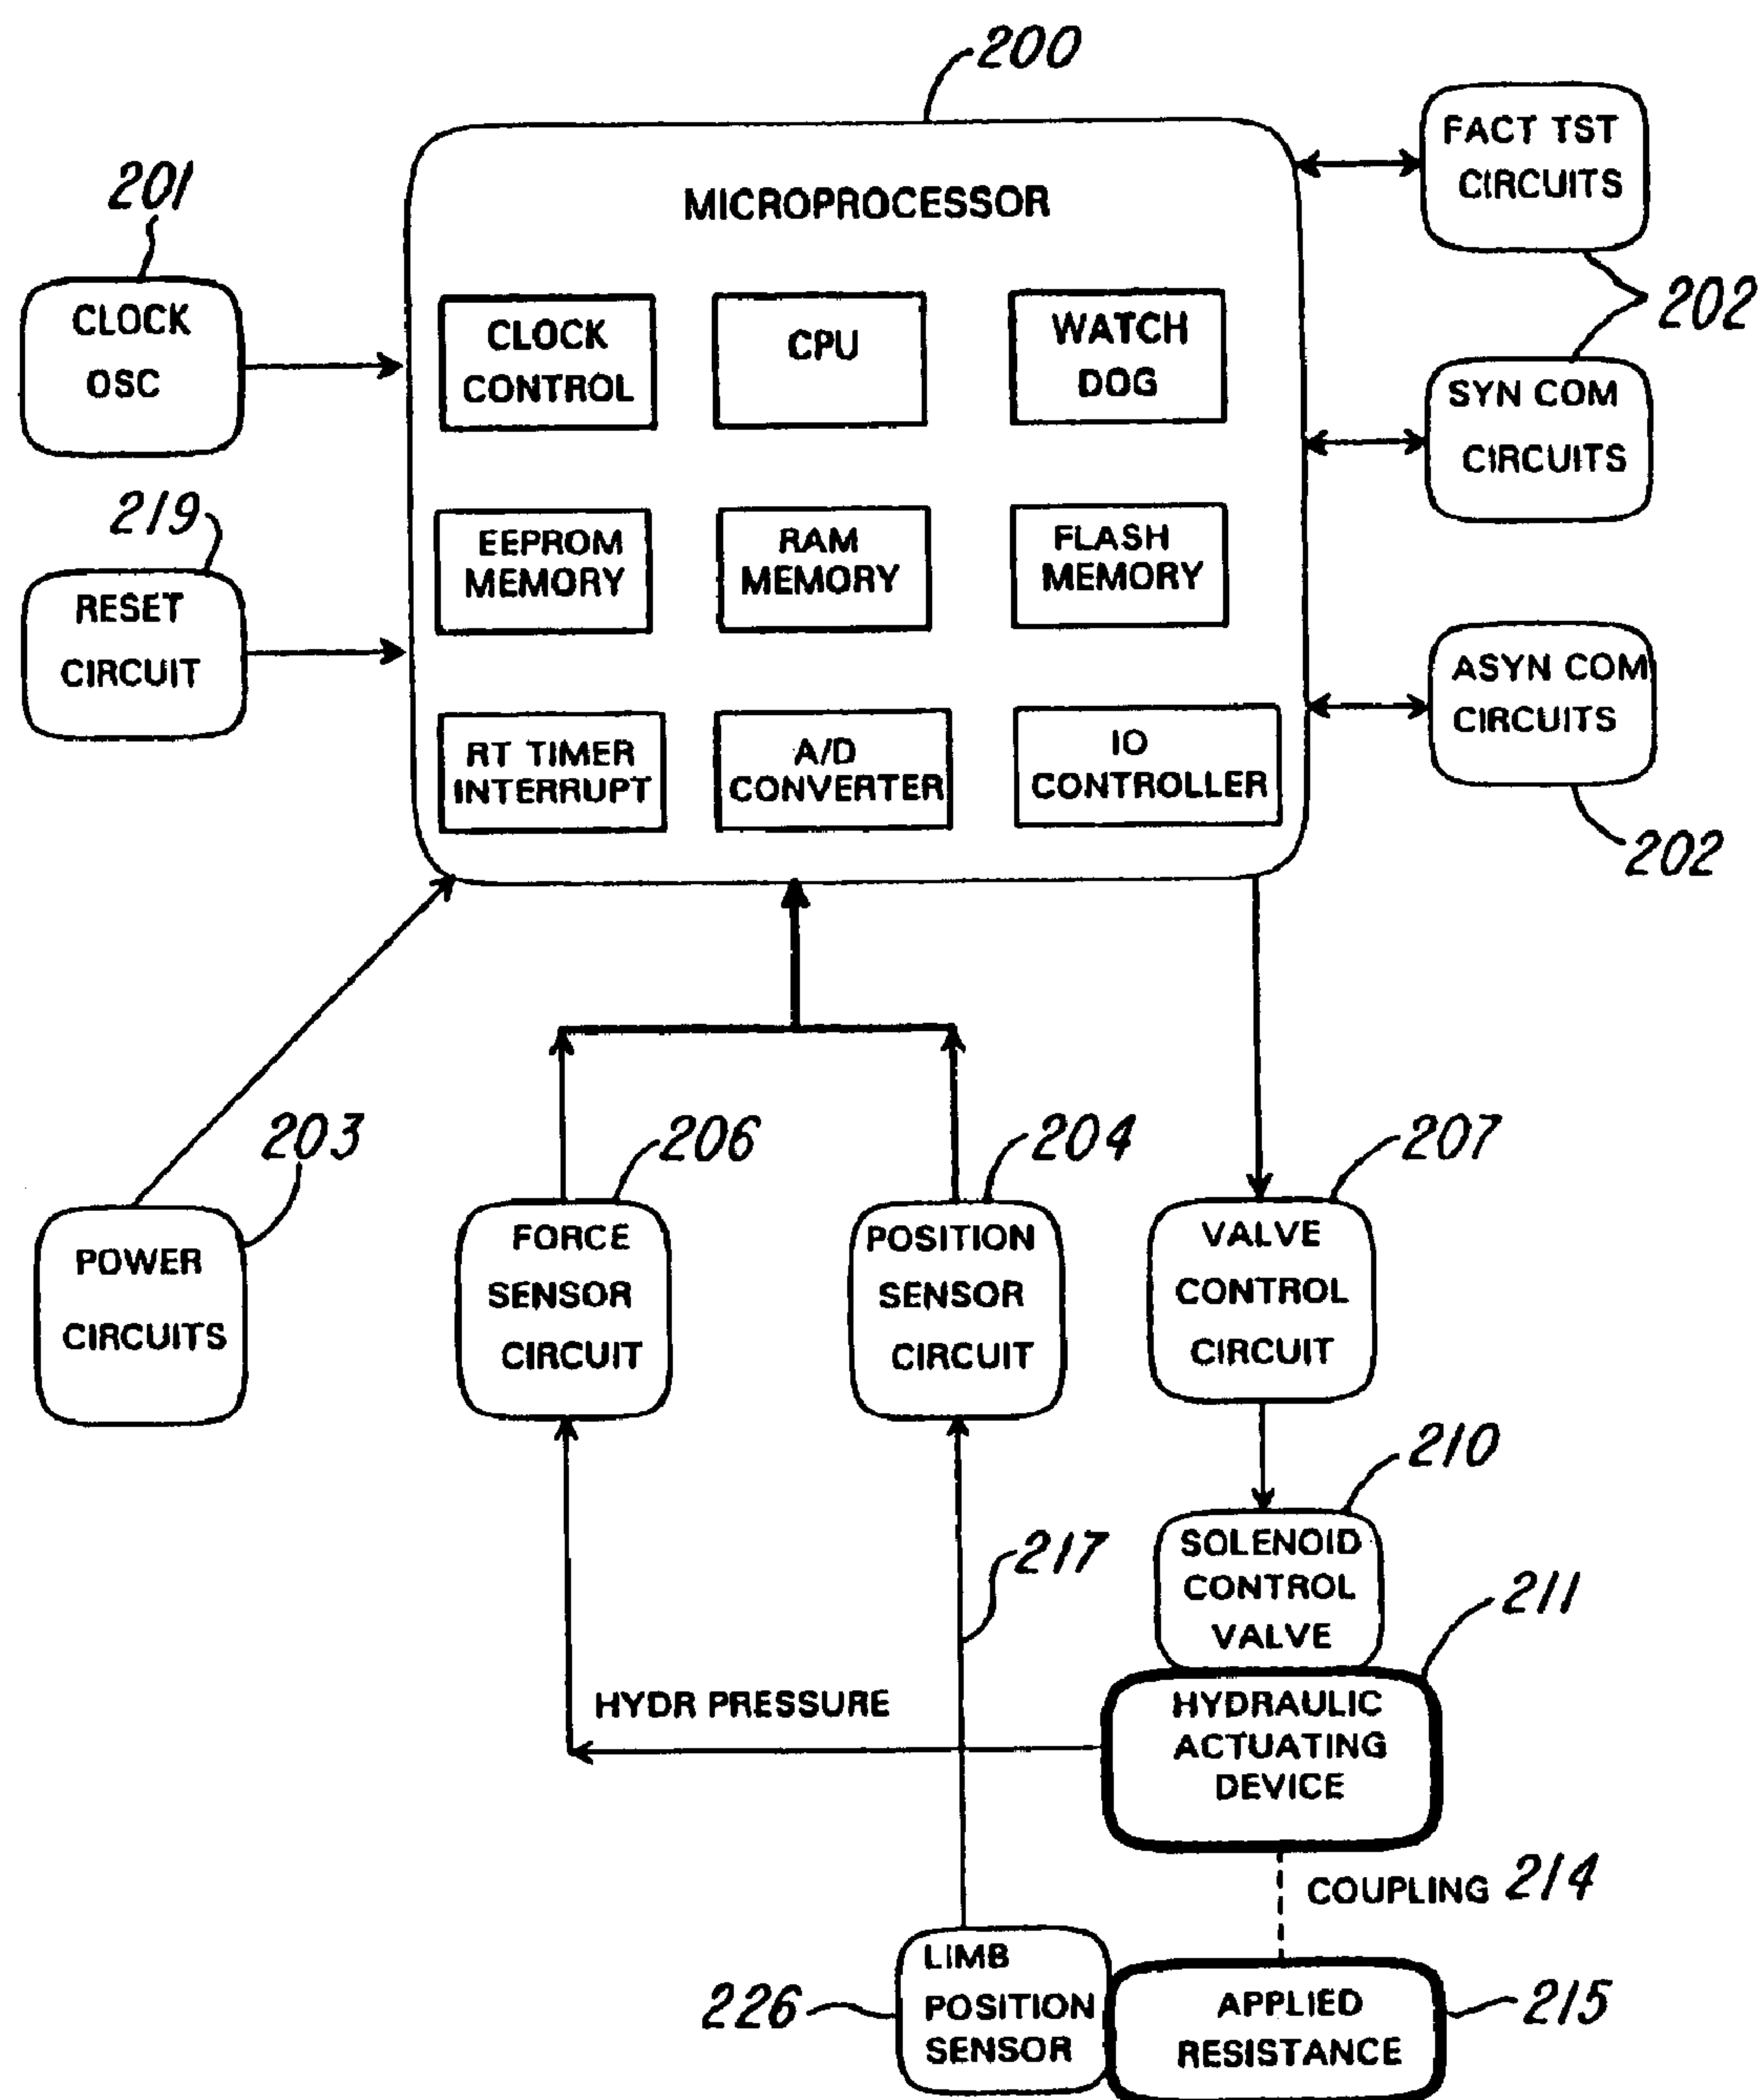 200
FACT TST
CIRCUITS
201
MICROPROCESSOR
CLOCK
OSC
202
CLOCK
CONTROL
CPU
WATCH
DOG
SYN COM
CIRCUITS
219
EEPROM
MEMORY
RAM
MEMORY
FLASH
MEMORY
RESET
CIRCUIT
ASYN COM
CIRCUITS
RT TIMER
INTERRUPT
A/D
CONVERTER
IO
CONTROLLER
202
203
206
204
207
POWER
CIRCUITS
FORCE
SENSOR
CIRCUIT
POSITION
SENSOR
CIRCUIT
VALVE
CONTROL
CIRCUIT
210
217
SOLENOID
CONTROL
VALVE
211
HYDR PRESSURE
HYDRAULIC
ACTUATING
DEVICE
COUPLING 214
226
LIMB
POSITION
SENSOR
APPLIED
RESISTANCE
215